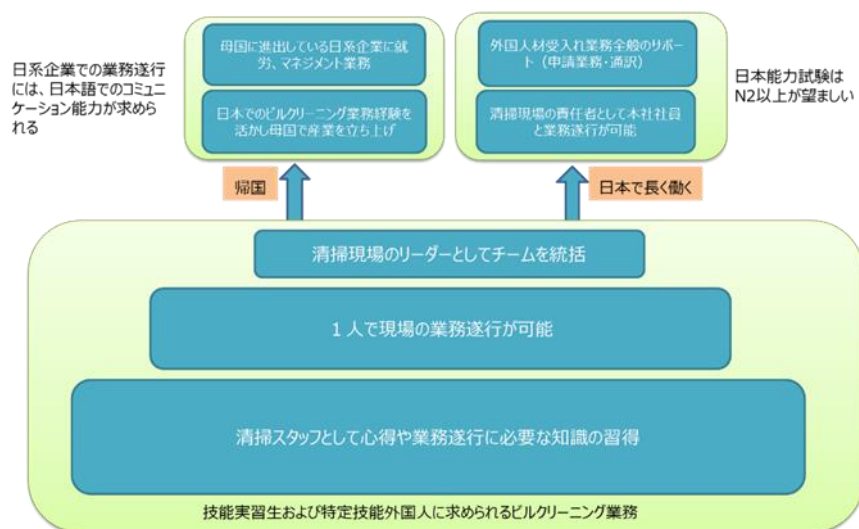 日系企業での業務遂行
には、日本語でのコミュニ
ケーション能力が求めら
れる
母国に進出している日系企業に就
労、マネジメント業務
日本でのビルクリーニング業務経験を
活かし母国で産業を立ち上げ
外国人材受入れ業務全般のリポー
ト（申請業務・通訳）
清掃現場の責任者として本社社員
と業務遂行が可能
日本能力試験は
N2以上が望ましい
帰国
日本で長く働く
清掃現場のリーダーとしてチームを統括
１人で現場の業務遂行が可能
清掃スタッフとして心得や業務遂行に必要な知識の習得
技能実習生および特定技能外国人に求められるビルクリーニング業務